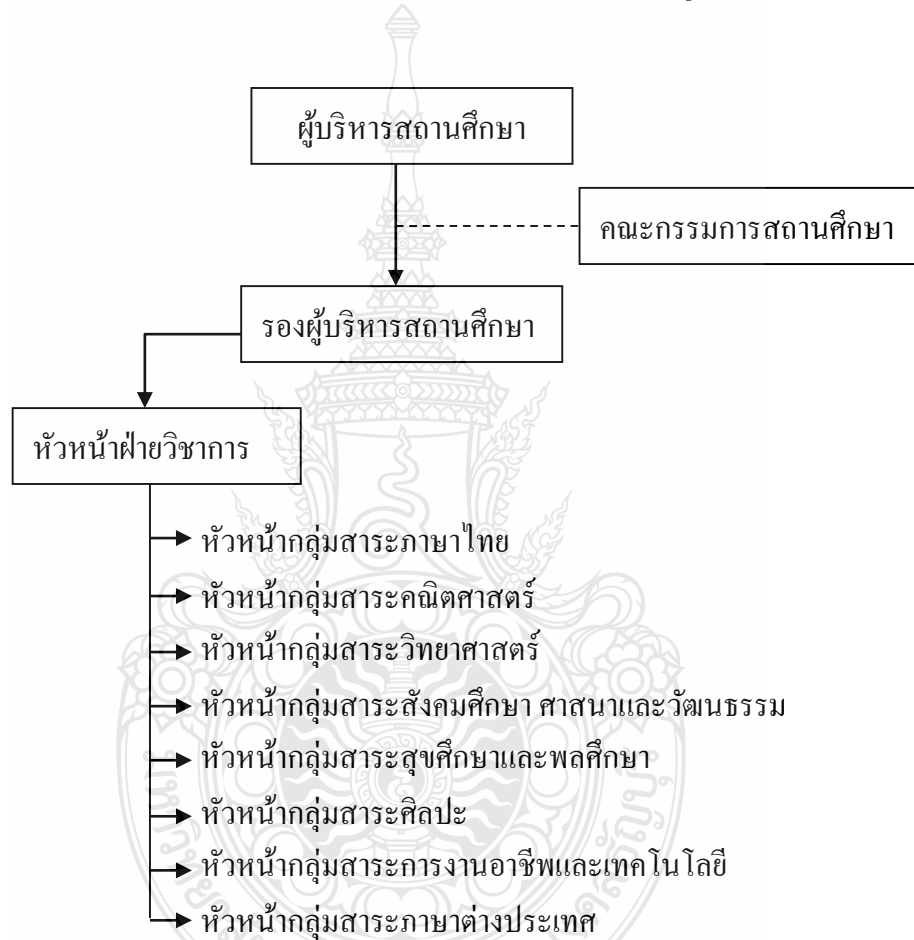 ผู้บริหารสถานศึกษา
คณะกรรมการสถานศึกษา
รองผู้บริหารสถานศึกษา
หัวหน้าฝ่ายวิชาการ
หัวหน้ากลุ่มสาระภาษาไทย
หัวหน้ากลุ่มสาระคณิตศาสตร์
หัวหน้ากลุ่มสาระวิทยาศาสตร์
หัวหน้ากลุ่มสาระสังคมศึกษา ศาสนาและวัฒนธรรม
หัวหน้ากลุ่มสาระสุขศึกษาและพลศึกษา
หัวหน้ากลุ่มสาระศิลปะ
หัวหน้ากลุ่มสาระการงานอาชีพและเทคโนโลยี
หัวหน้ากลุ่มสาระภาษาต่างประเทศ